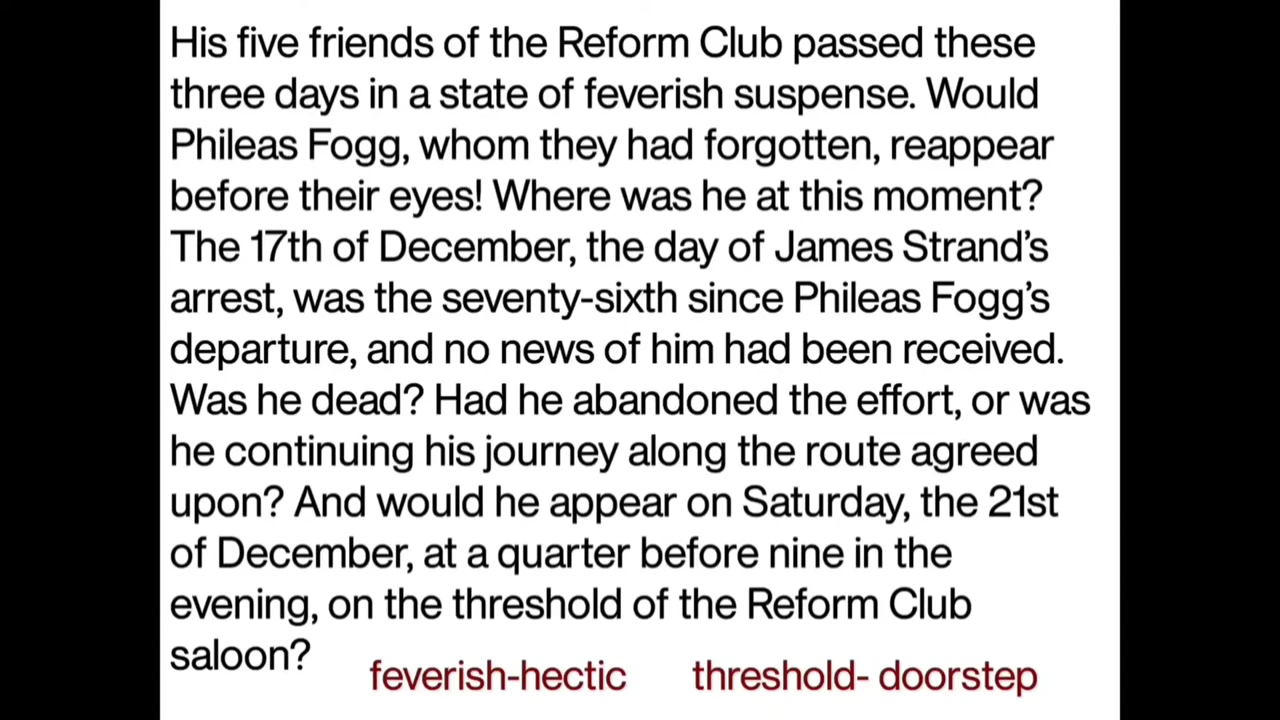 His five friends of the Reform Club passed these
three days in a state of feverish suspense. Would
Phileas Fogg, whom they had forgotten, reappear
before their eyes! Where was he at this moment?
The 17th of December, the day of James Strand’s
arrest, was the seventy-sixth since Phileas Fogg’s
departure, and no news of him had been received.
Was he dead? Had he abandoned the effort, or was
he continuing his journey along the route agreed
upon? And would he appear on Saturday, the 21st
of December, at a quarter before nine in the
evening, on the threshold of the Reform Club
saloon?
feverish-hectic threshold- doorstep